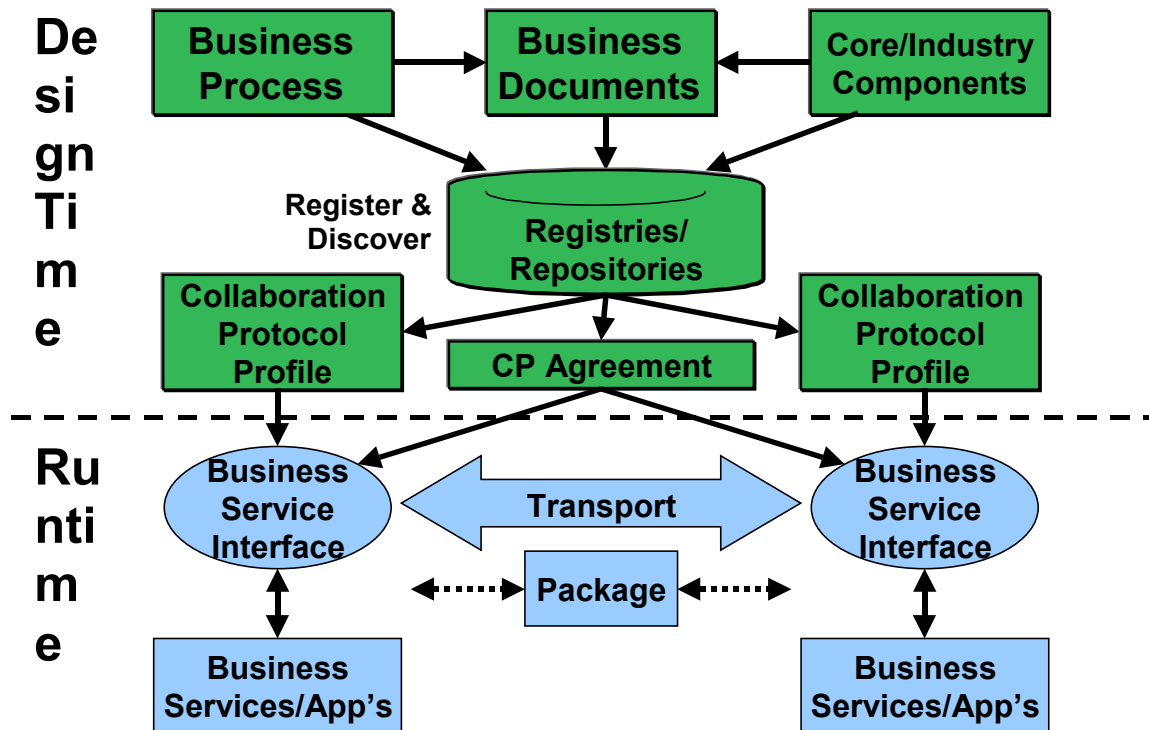 De
si
gn
Ti
m
e
Business
Process
Business
Documents
Core/Industry
Components
Register &
Discover
Registries/
Repositories
Collaboration
Protocol
Profile
CP Agreement
Collaboration
Protocol
Profile
Ru
nti
m
e
Business
Service
Interface
Transport
Business
Service
Interface
Package
Business
Services/App’s
Business
Services/App’s